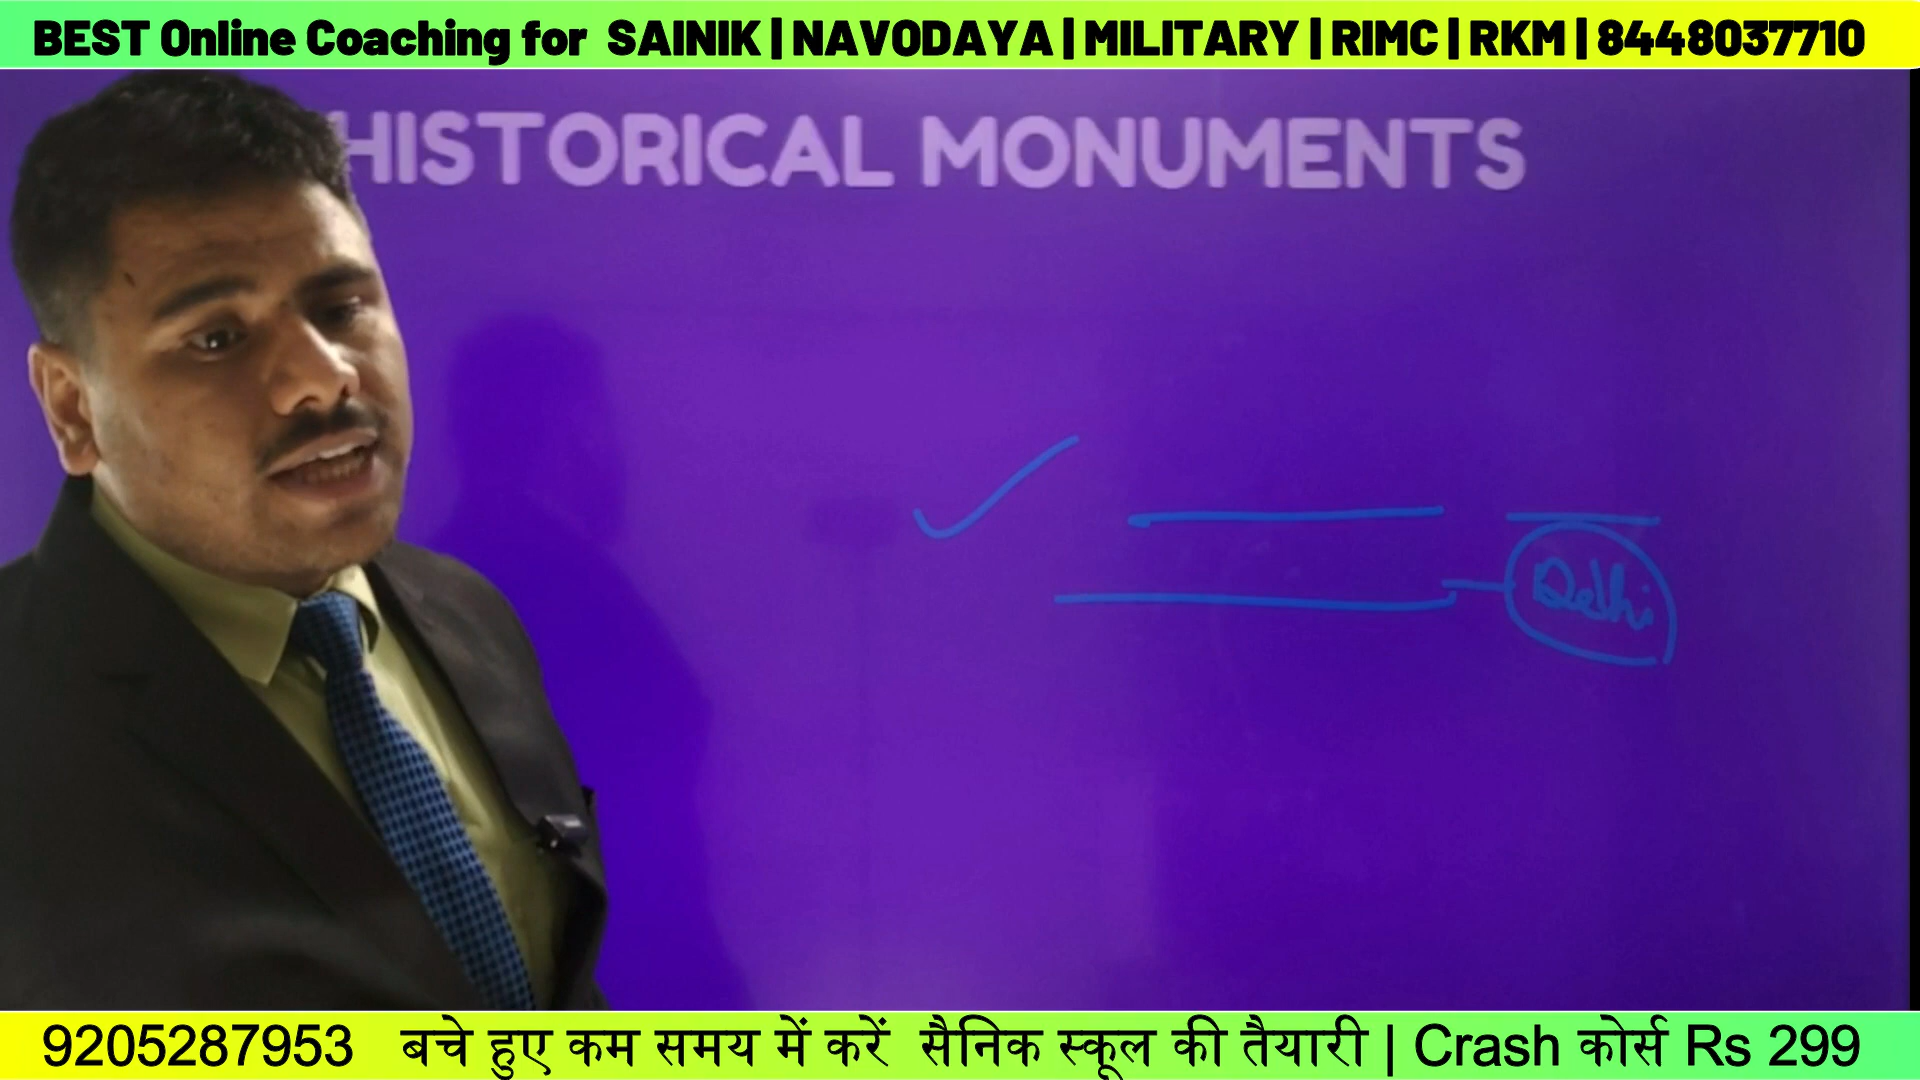 BEST Online Coaching for SAINIK | NAVODAYA | MILITARY | RIMC | RKM | 8448037710
HISTORICAL MONUMENTS
Delhi
9205287953 बचे हुए कम समय में करें सैनिक स्कूल की तैयारी | Crash कोर्स Rs 299